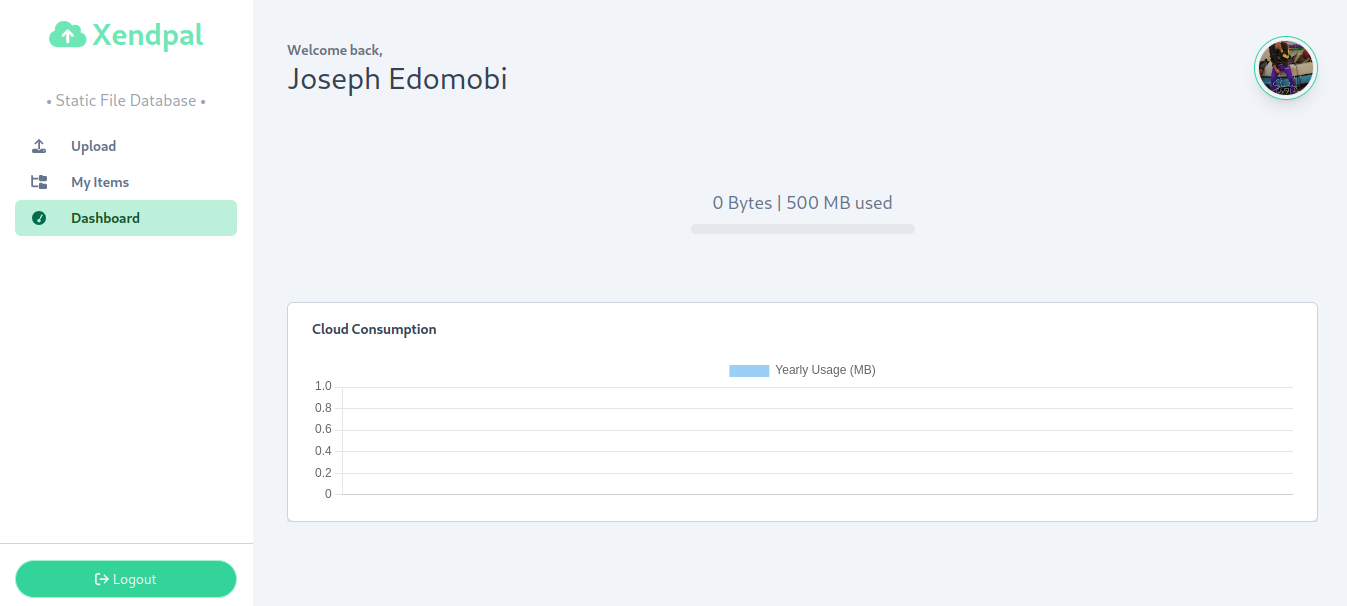 Xendpal
• Static File Database •
Upload
My Items
Dashboard
Logout
Welcome back,
Joseph Edomobi
0 Bytes | 500 MB used
Cloud Consumption
Yearly Usage (MB)
1.0
0.8
0.6
0.4
0.2
0